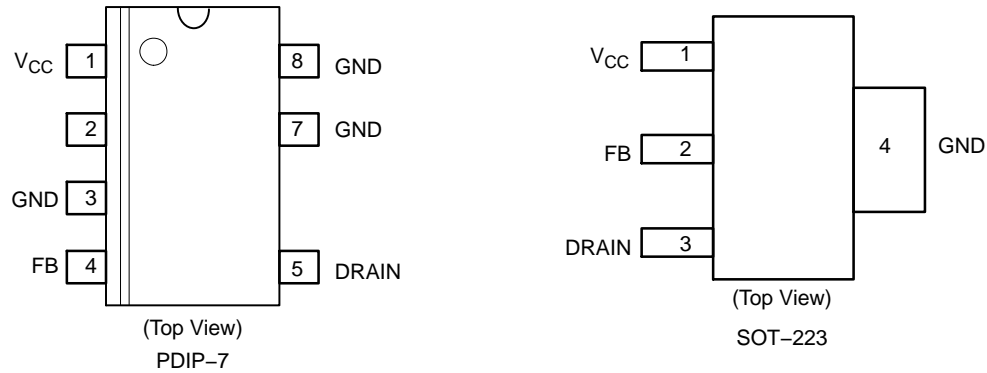 VCC 1 8 GND
2 7 GND
GND 3
FB 4 5 DRAIN
(Top View)
PDIP−7
VCC 1
FB 2 4 GND
DRAIN 3
(Top View)
SOT−223